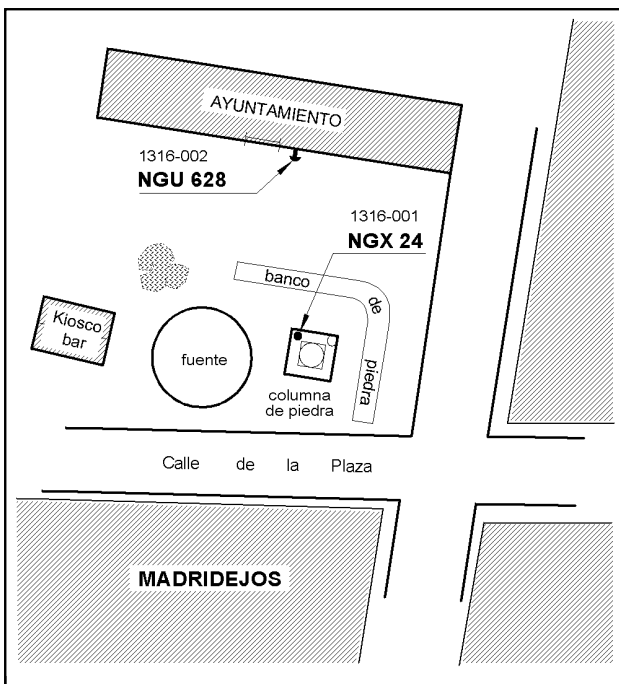 AYUNTAMIENTO
1316-002
NGU 628
1316-001
NGX 24
banco
de
piedra
Kiosco
bar
fuente
columna
de piedra
Calle de la Plaza
MADRIDEJOS